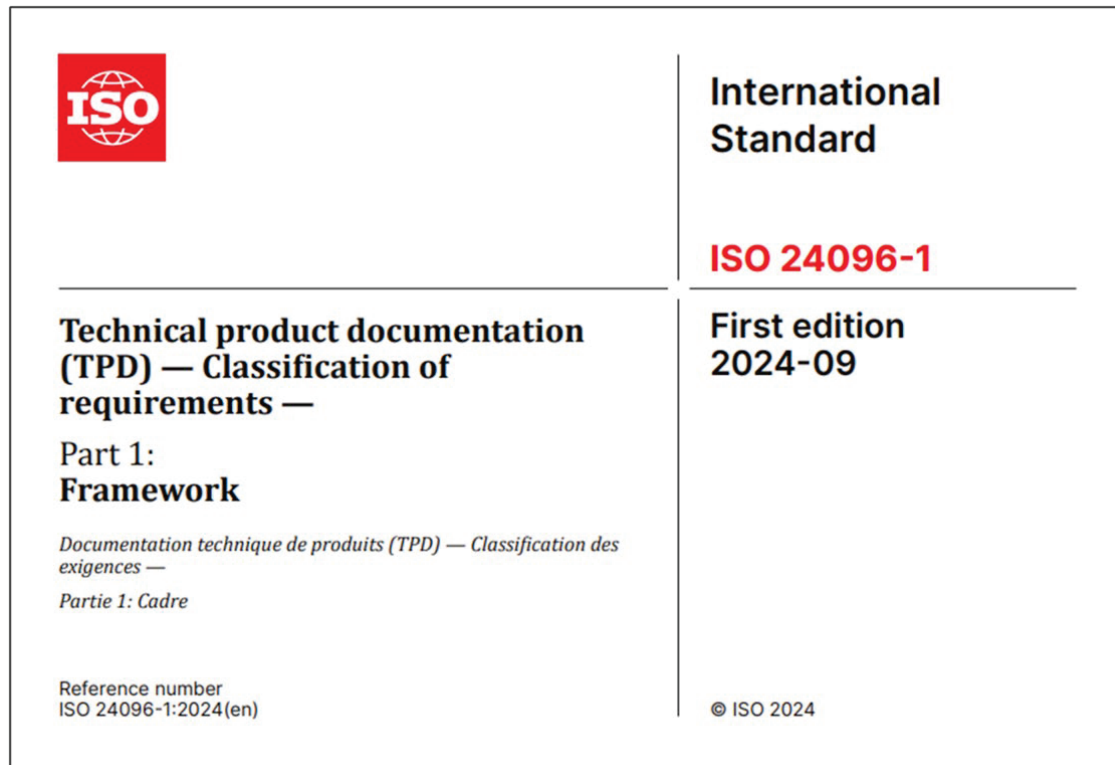 ISO
International
Standard
ISO 24096-1
Technical product documentation
(TPD) — Classification of
requirements —
Part 1:
Framework
Documentation technique de produits (TPD) — Classification des
exigences —
Partie 1: Cadre
First edition
2024-09
Reference number
ISO 24096-1:2024(en)
© ISO 2024